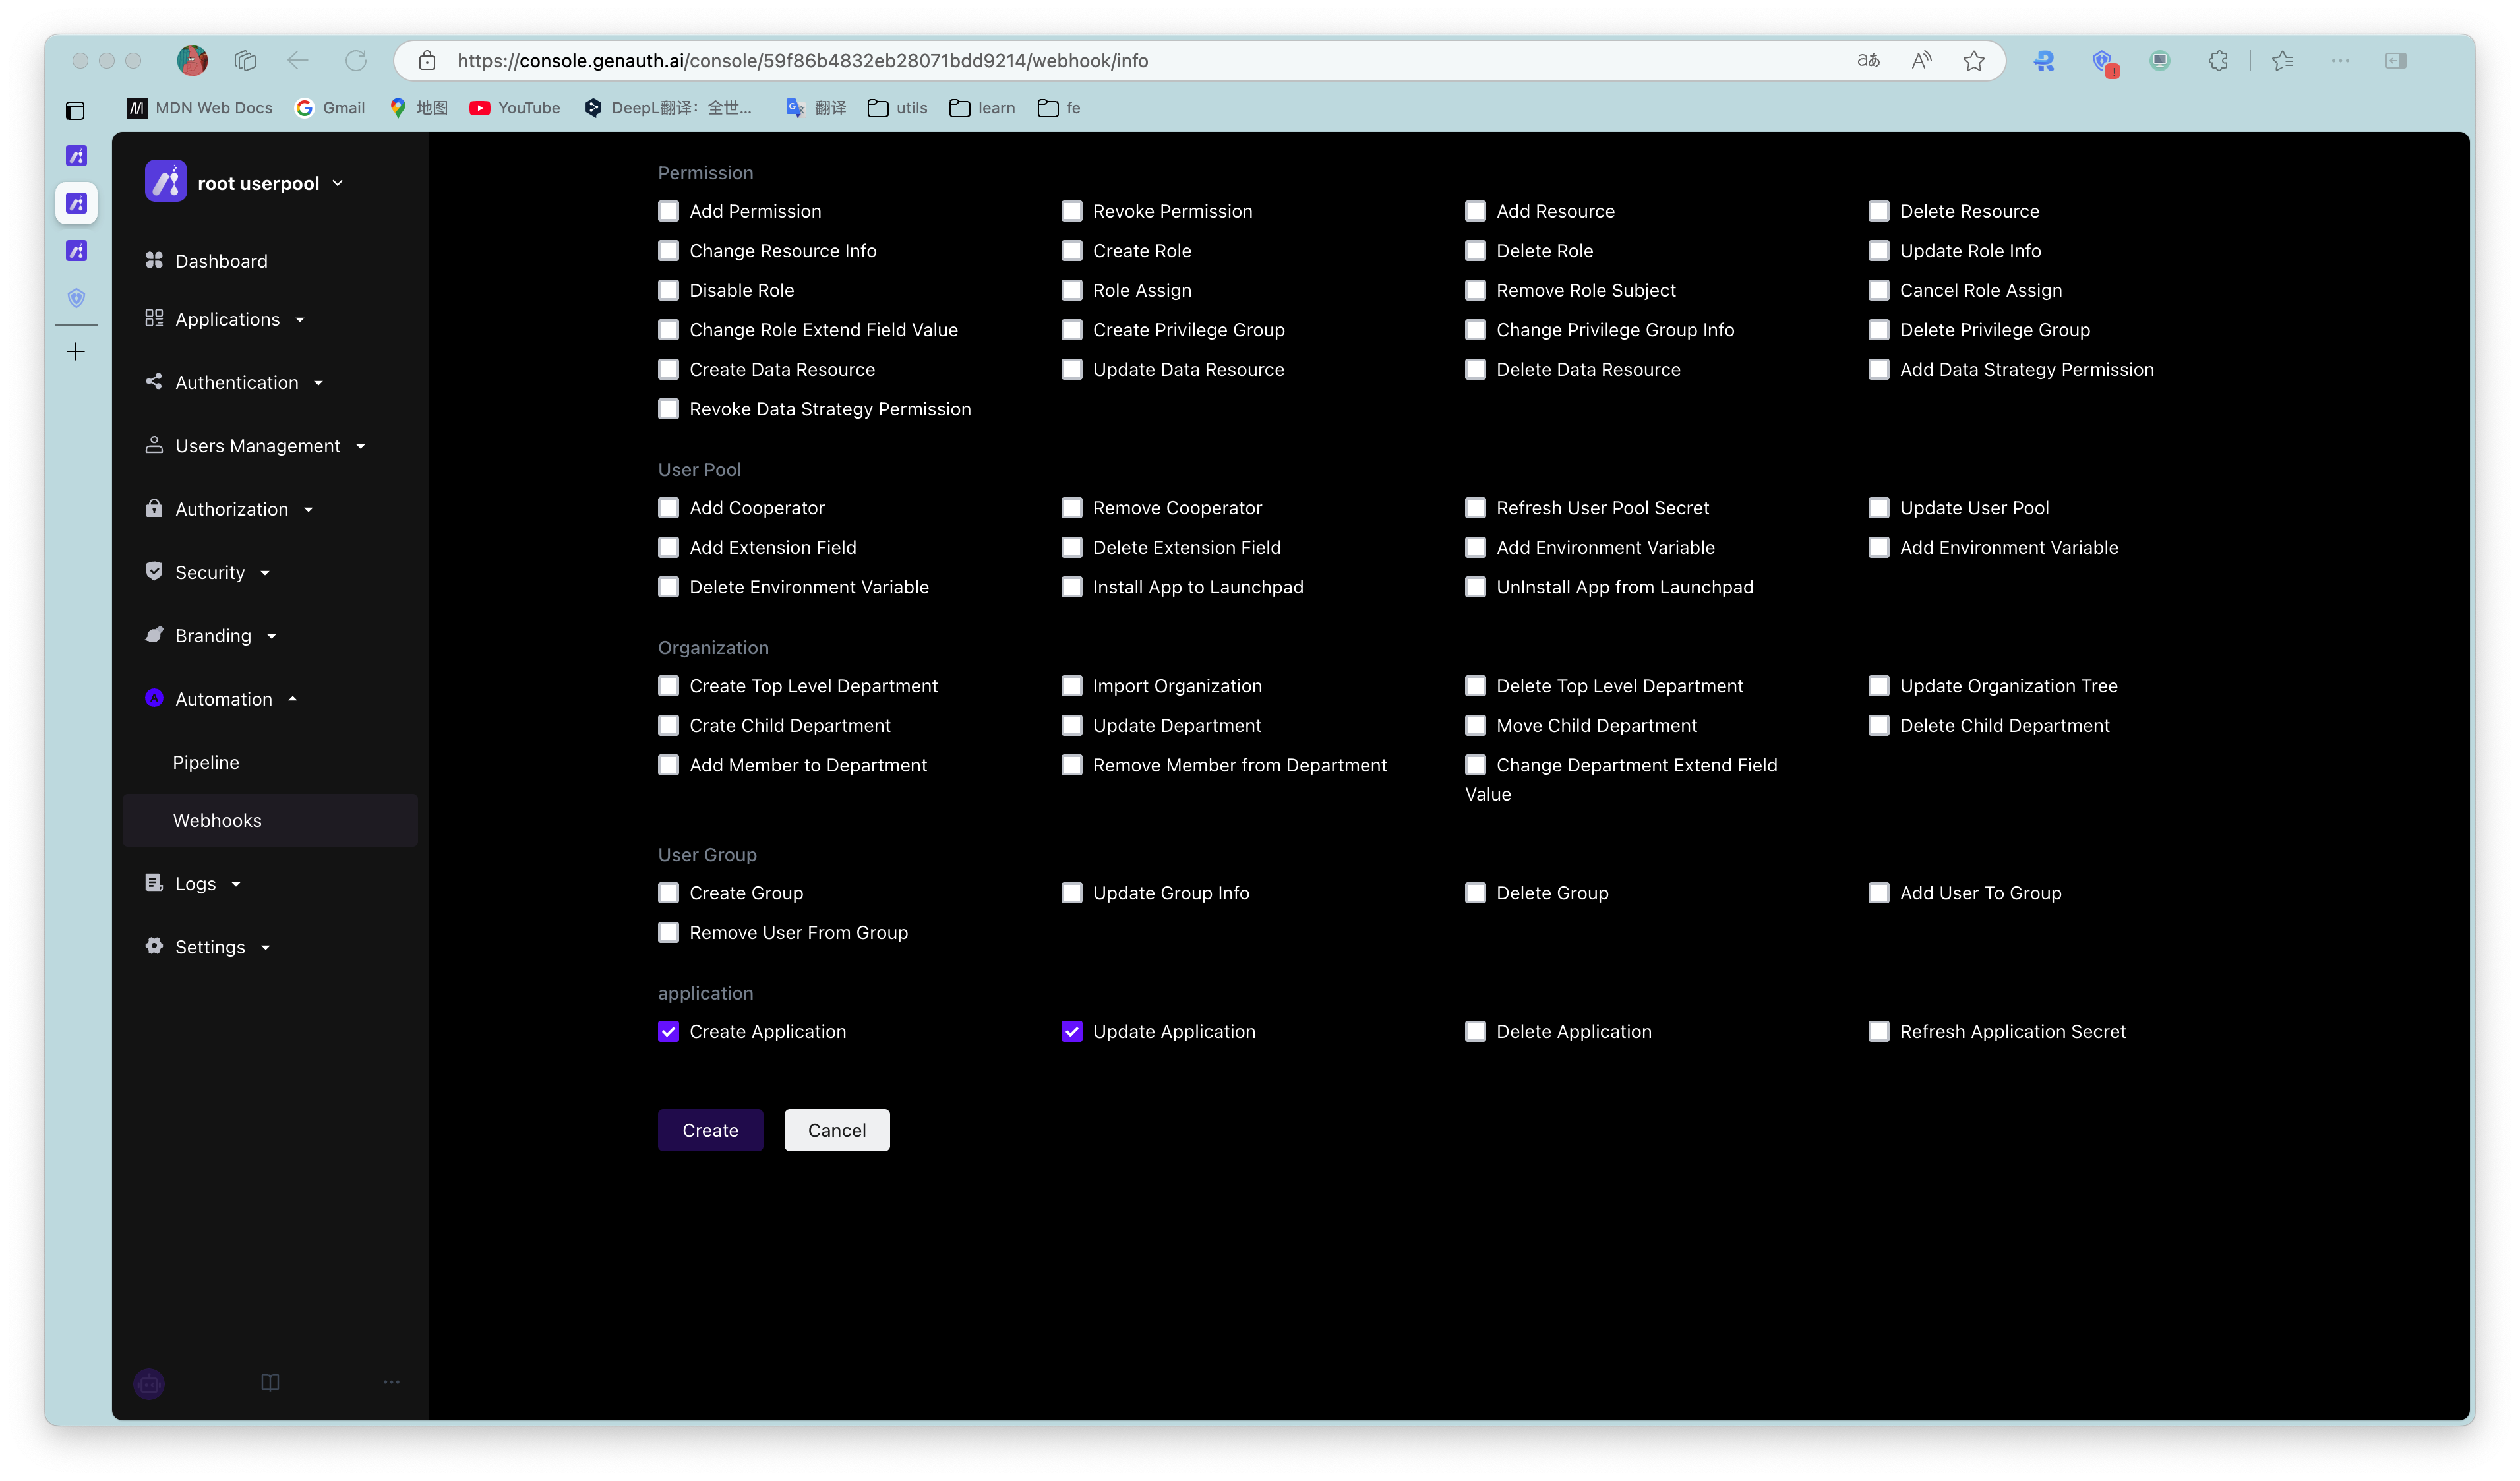 https://console.genauth.ai/console/59f86b4832eb28071bdd9214/webhook/info
MDN Web Docs Gmail 地图 YouTube DeepL翻译：全世... 翻译 utils learn fe
root userpool
Dashboard
Applications
Authentication
Users Management
Authorization
Security
Branding
Automation
Pipeline
Webhooks
Logs
Settings
Permission
Add Permission Revoke Permission Add Resource Delete Resource
Change Resource Info Create Role Delete Role Update Role Info
Disable Role Role Assign Remove Role Subject Cancel Role Assign
Change Role Extend Field Value Create Privilege Group Change Privilege Group Info Delete Privilege Group
Create Data Resource Update Data Resource Delete Data Resource Add Data Strategy Permission
Revoke Data Strategy Permission
User Pool
Add Cooperator Remove Cooperator Refresh User Pool Secret Update User Pool
Add Extension Field Delete Extension Field Add Environment Variable Add Environment Variable
Delete Environment Variable Install App to Launchpad UnInstall App from Launchpad
Organization
Create Top Level Department Import Organization Delete Top Level Department Update Organization Tree
Crate Child Department Update Department Move Child Department Delete Child Department
Add Member to Department Remove Member from Department Change Department Extend Field
Value
User Group
Create Group Update Group Info Delete Group Add User To Group
Remove User From Group
application
Create Application Update Application Delete Application Refresh Application Secret
Create Cancel